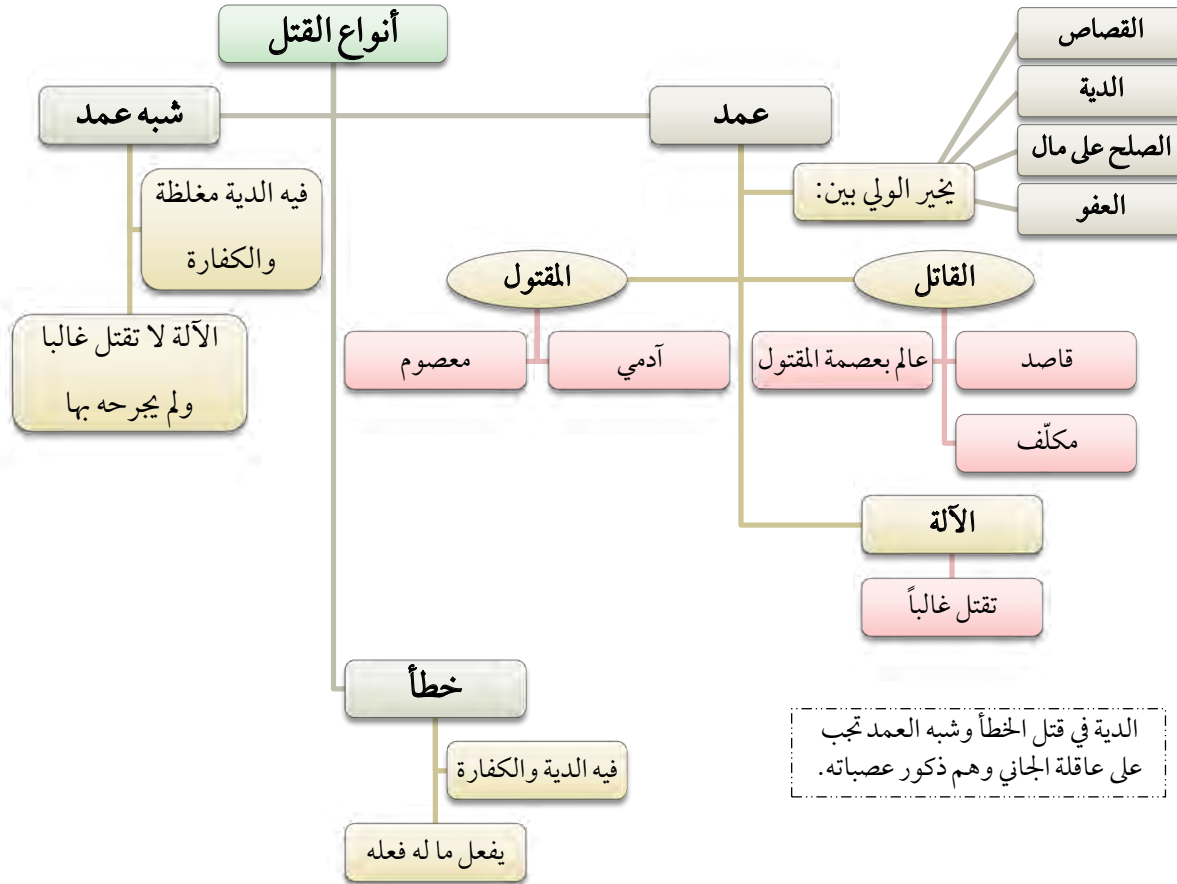 أنواع القتل
عمد
يخير الولي بين:
القصاص
الدية
الصلح على مال
العفو
القاتل
قاصد
عالم بعصمة المقتول
مكلّف
المقتول
آدمي
معصوم
الآلة
تقتل غالباً
شبه عمد
فيه الدية مغلظة
والكفارة
الآلة لا تقتل غالبا
ولم يجرحه بها
خطأ
فيه الدية والكفارة
يفعل ما له فعله
الدية في قتل الخطأ وشبه العمد تجب
على عاقلة الجاني وهم ذكور عصباته.